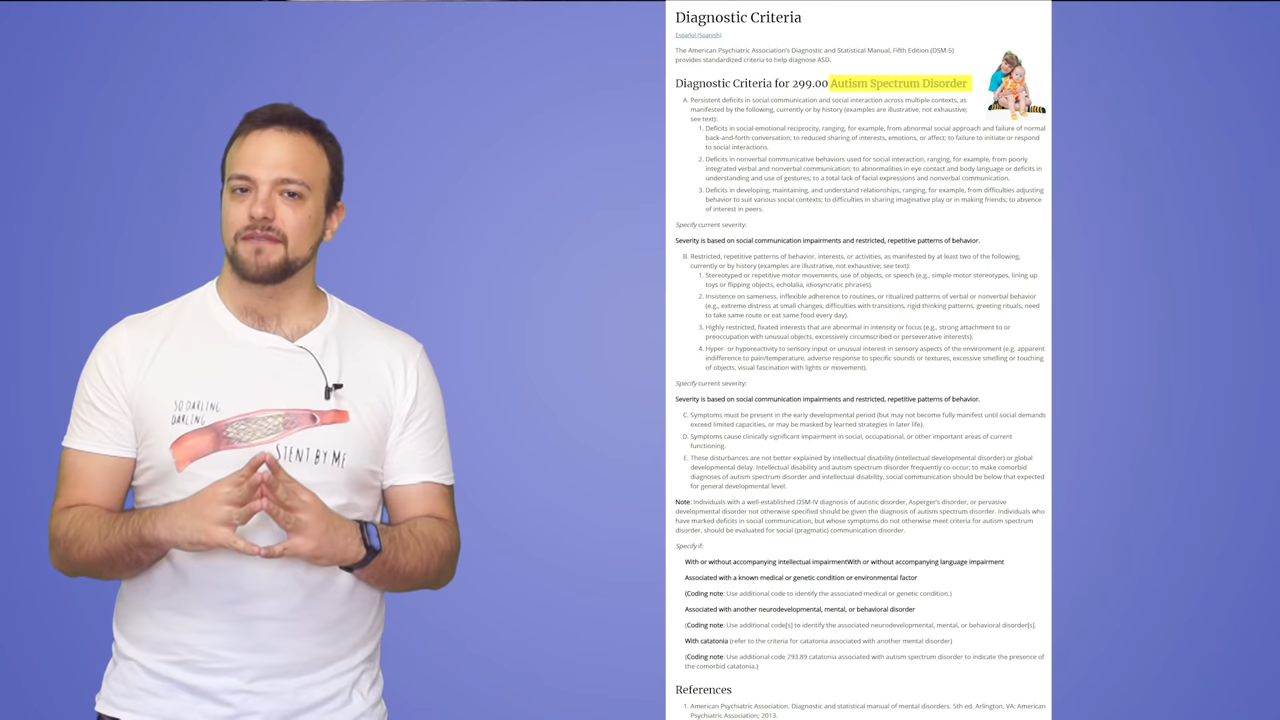 SO DARLING
DARLING
STENT BY ME
Diagnostic Criteria
Español (Spanish)
The American Psychiatric Association's Diagnostic and Statistical Manual, Fifth Edition (DSM-5)
provides standardized criteria to help diagnose ASD.
Diagnostic Criteria for 299.00 Autism Spectrum Disorder
A. Persistent deficits in social communication and social interaction across multiple contexts, as
manifested by the following, currently or by history (examples are illustrative, not exhaustive;
see text):
1. Deficits in social-emotional reciprocity, ranging, for example, from abnormal social approach and failure of normal
back-and-forth conversation; to reduced sharing of interests, emotions, or affect; to failure to initiate or respond
to social interactions.
2. Deficits in nonverbal communicative behaviors used for social interaction, ranging, for example, from poorly
integrated verbal and nonverbal communication; to abnormalities in eye contact and body language or deficits in
understanding and use of gestures; to a total lack of facial expressions and nonverbal communication.
3. Deficits in developing, maintaining, and understand relationships, ranging, for example, from difficulties adjusting
behavior to suit various social contexts; to difficulties in sharing imaginative play or in making friends; to absence
of interest in peers.
Specify current severity:
Severity is based on social communication impairments and restricted, repetitive patterns of behavior.
B. Restricted, repetitive patterns of behavior, interests, or activities, as manifested by at least two of the following,
currently or by history (examples are illustrative, not exhaustive; see text):
1. Stereotyped or repetitive motor movements, use of objects, or speech (e.g., simple motor stereotypes, lining up
toys or flipping objects, echolalia, idiosyncratic phrases).
2. Insistence on sameness, inflexible adherence to routines, or ritualized patterns of verbal or nonverbal behavior
(e.g., extreme distress at small changes, difficulties with transitions, rigid thinking patterns, greeting rituals, need
to take same route or eat same food every day).
3. Highly restricted, fixated interests that are abnormal in intensity or focus (e.g., strong attachment to or
preoccupation with unusual objects, excessively circumscribed or perseverative interests).
4. Hyper- or hyporeactivity to sensory input or unusual interest in sensory aspects of the environment (e.g. apparent
indifference to pain/temperature, adverse response to specific sounds or textures, excessive smelling or touching
of objects, visual fascination with lights or movement).
Specify current severity:
Severity is based on social communication impairments and restricted, repetitive patterns of behavior.
C. Symptoms must be present in the early developmental period (but may not become fully manifest until social demands
exceed limited capacities, or may be masked by learned strategies in later life).
D. Symptoms cause clinically significant impairment in social, occupational, or other important areas of current
functioning.
E. These disturbances are not better explained by intellectual disability (intellectual developmental disorder) or global
developmental delay. Intellectual disability and autism spectrum disorder frequently co-occur; to make comorbid
diagnoses of autism spectrum disorder and intellectual disability, social communication should be below that expected
for general developmental level.
Note: Individuals with a well-established DSM-IV diagnosis of autistic disorder, Asperger's disorder, or pervasive
developmental disorder not otherwise specified should be given the diagnosis of autism spectrum disorder. Individuals who
have marked deficits in social communication, but whose symptoms do not otherwise meet criteria for autism spectrum
disorder, should be evaluated for social (pragmatic) communication disorder.
Specify if:
With or without accompanying intellectual impairmentWith or without accompanying language impairment
Associated with a known medical or genetic condition or environmental factor
(Coding note: Use additional code to identify the associated medical or genetic condition.)
Associated with another neurodevelopmental, mental, or behavioral disorder
(Coding note: Use additional code[s] to identify the associated neurodevelopmental, mental, or behavioral disorder[s].
With catatonia (refer to the criteria for catatonia associated with another mental disorder)
(Coding note: Use additional code 293.89 catatonia associated with autism spectrum disorder to indicate the presence of
the comorbid catatonia.)
References
1. American Psychiatric Association. Diagnostic and statistical manual of mental disorders. 5th ed. Arlington, VA: American
Psychiatric Association; 2013.